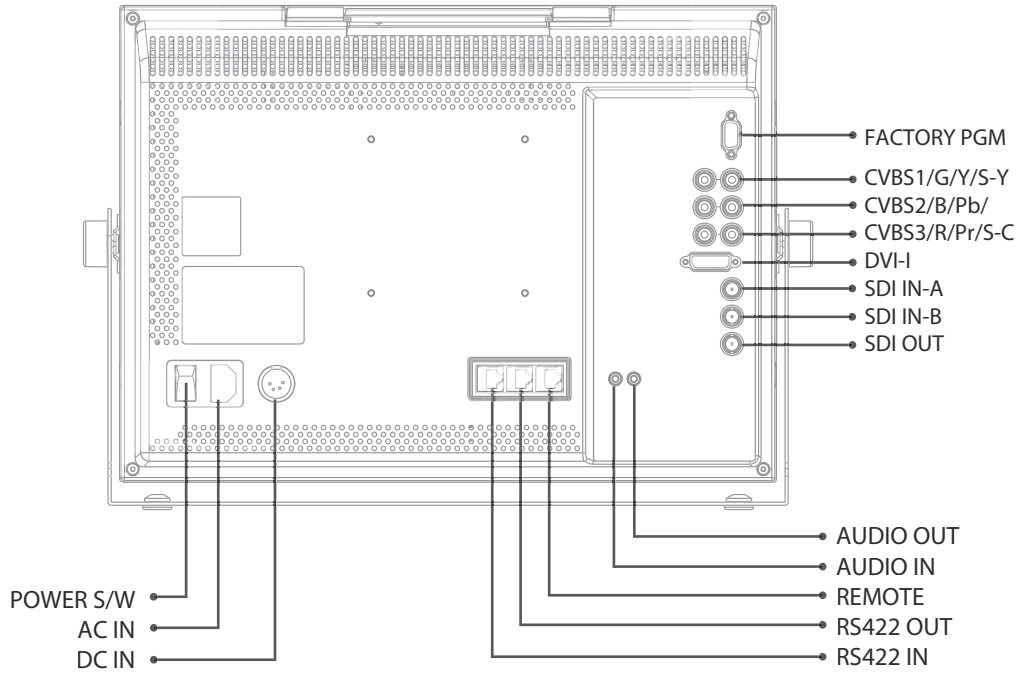 FACTORY PGM
CVBS1/G/Y/S-Y
CVBS2/B/Pb/
CVBS3/R/Pr/S-C
DVI-I
SDI IN-A
SDI IN-B
SDI OUT
AUDIO OUT
AUDIO IN
REMOTE
RS422 OUT
RS422 IN
POWER S/W
AC IN
DC IN